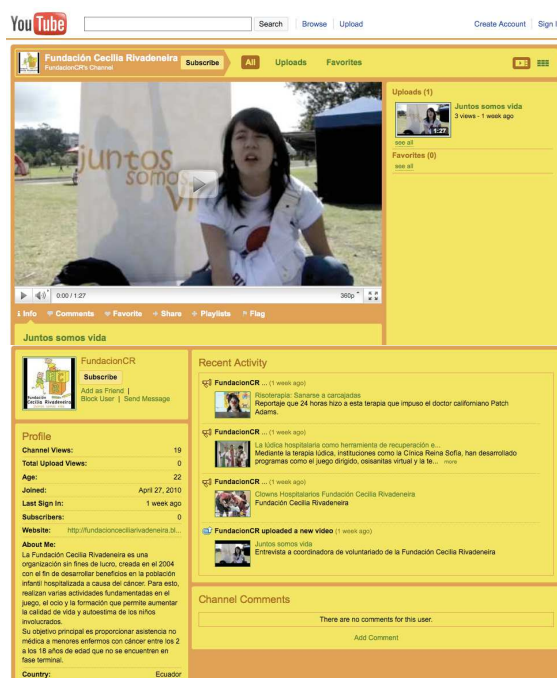 You Tube
Search Browse Upload
Create Account Sign I
Fundación Cecilia Rivadeneira
FundacionCR's Channel
Subscribe
All Uploads Favorites
juntos
somos
Uploads (1)
Juntos somos vida
3 views - 1 week ago
1:27
see all
Favorites (0)
see all
0:00 / 1:27
360p
Info Comments Favorite Share Playlists Flag
Juntos somos vida
Fundación
Cecilia Rivadeneira
FundacionCR
Subscribe
Add as Friend |
Block User | Send Message
Profile
Channel Views: 19
Total Upload Views: 0
Age: 22
Joined: April 27, 2010
Last Sign In: 1 week ago
Subscribers: 0
Website: http://fundacionceciliarivadeneira.bl...
About Me:
La Fundación Cecilia Rivadeneira es una
organización sin fines de lucro, creada en el 2004
con el fin de desarrollar beneficios en la población
infantil hospitalizada a causa del cáncer. Para esto,
realizan varias actividades fundamentadas en el
juego, el ocio y la formación que permite aumentar
la calidad de vida y autoestima de los niños
involucrados.
Su objetivo principal es proporcionar asistencia no
médica a menores enfermos con cáncer entre los 2
a los 18 años de edad que no se encuentren en
fase terminal.
Country: Ecuador
Recent Activity
FundacionCR ... (1 week ago)
Risoterapia: Sanarse a carcajadas
Reportaje que 24 horas hizo a esta terapia que impuso el doctor californiano Patch
Adams.
FundacionCR ... (1 week ago)
La lúdica hospitalaria como herramienta de recuperación e...
Mediante la terapia lúdica, instituciones como la Cínica Reina Sofía, han desarrollado
programas como el juego dirigido, osisanitas virtual y la te... more
FundacionCR ... (1 week ago)
Clowns Hospitalarios Fundación Cecilia Rivadeneira
Fundación Cecilia Rivadeneira
FundacionCR uploaded a new video (1 week ago)
Juntos somos vida
Entrevista a coordinadora de voluntariado de la Fundación Cecilia Rivadeneira
Channel Comments
There are no comments for this user.
Add Comment